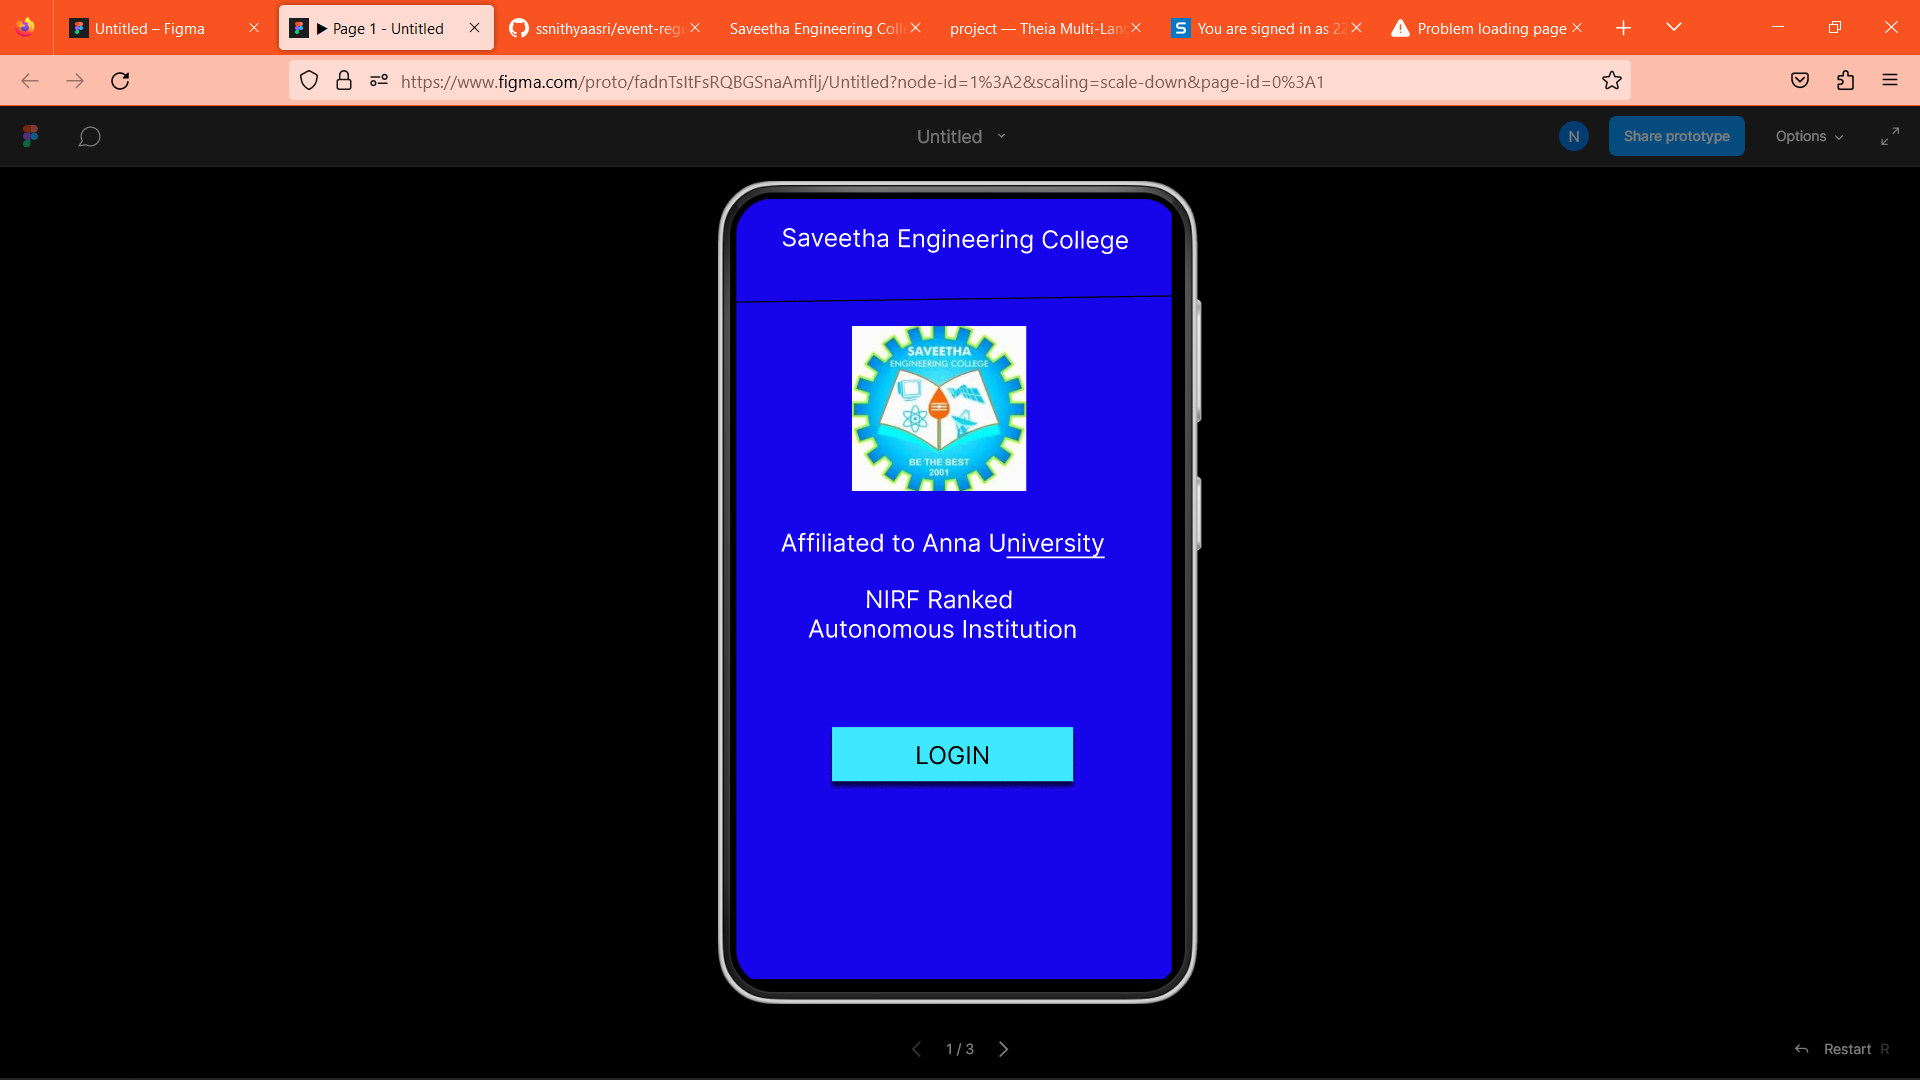 Untitled – Figma
Page 1 - Untitled
ssnithyaasri/event-regi
Saveetha Engineering Coll
project — Theia Multi-Lang
You are signed in as 22
Problem loading page
https://www.figma.com/proto/fadnTsItFsRQBGSnaAmflj/Untitled?node-id=1%3A2&scaling=scale-down&page-id=0%3A1
Untitled
N
Share prototype
Options
Saveetha Engineering College
SAVEETHA
ENGINEERING COLLEGE
BE THE BEST
2001
Affiliated to Anna University
NIRF Ranked
Autonomous Institution
LOGIN
1 / 3
Restart R